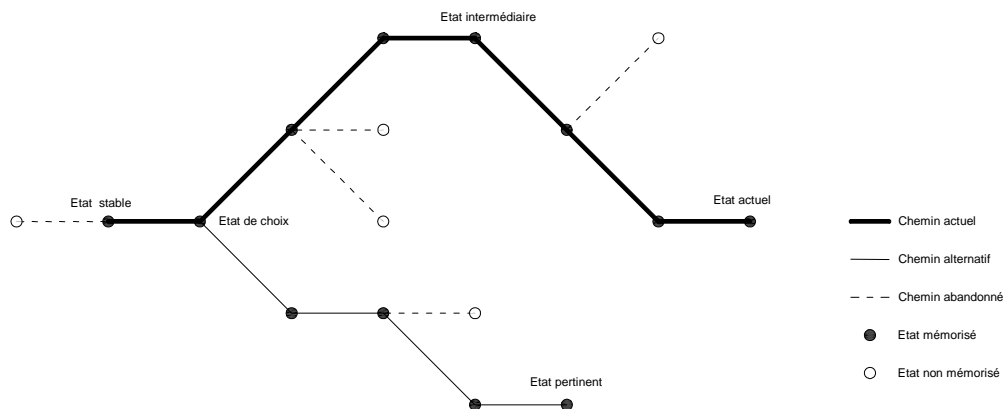 Etat intermédiaire
Etat stable
Etat de choix
Etat actuel
Etat pertinent
Chemin actuel
Chemin alternatif
Chemin abandonné
Etat mémorisé
Etat non mémorisé